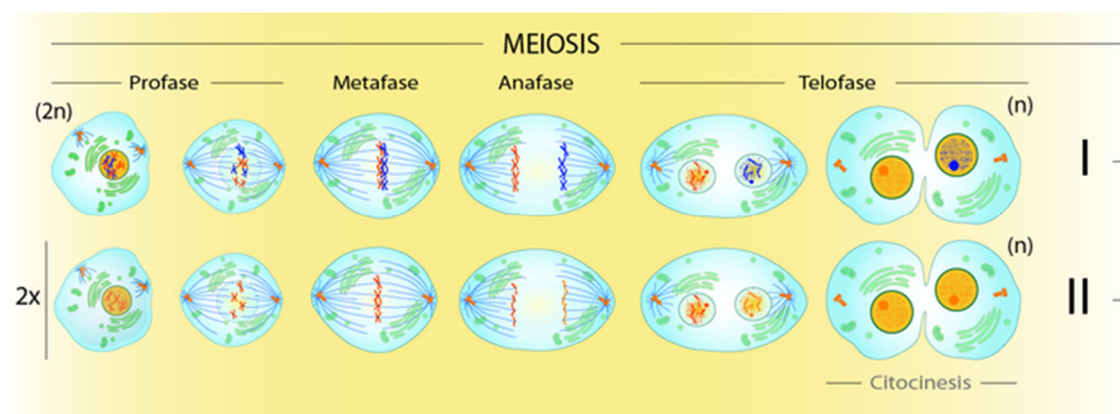 MEIOSIS
Profase Metafase Anafase Telofase
(2n) (n)
I
(n)
2x II
Citocinesis